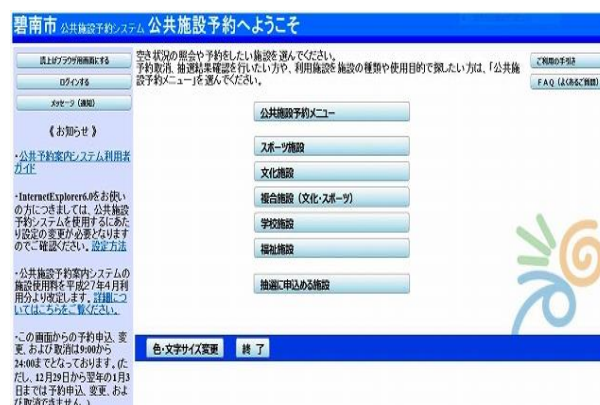 碧南市 公共施設予約システム 公共施設予約へようこそ
読上げブラウザ用画面にする
ログインする
メッセージ（通知）
《お知らせ》
・公共予約案内システム利用者
ガイド
・InternetExplorer6.0をお使い
の方につきましては、公共施設
予約システムを使用するにあた
り設定の変更が必要となります
のでご確認ください。設定方法
・公共施設予約案内システムの
施設使用料を平成27年4月利
用分より改定します。詳細につ
いてはこちらをご覧ください。
・この画面からの予約申込、変
更、および取消は9:00から
24:00までとなっております。(た
だし、12月29日から翌年の1月3
日までは予約申込、変更、およ
び取消できません。)
空き状況の照会や予約をしたい施設を選んでください。
予約取消、抽選結果確認を行いたい方や、利用施設を施設の種類や使用目的で探したい方は、「公共施
設予約メニュー」を選んでください。
公共施設予約メニュー
スポーツ施設
文化施設
複合施設（文化・スポーツ）
学校施設
福祉施設
抽選に申込める施設
ご利用の手引き
FAQ（よくあるご質問）
色・文字サイズ変更
終 了